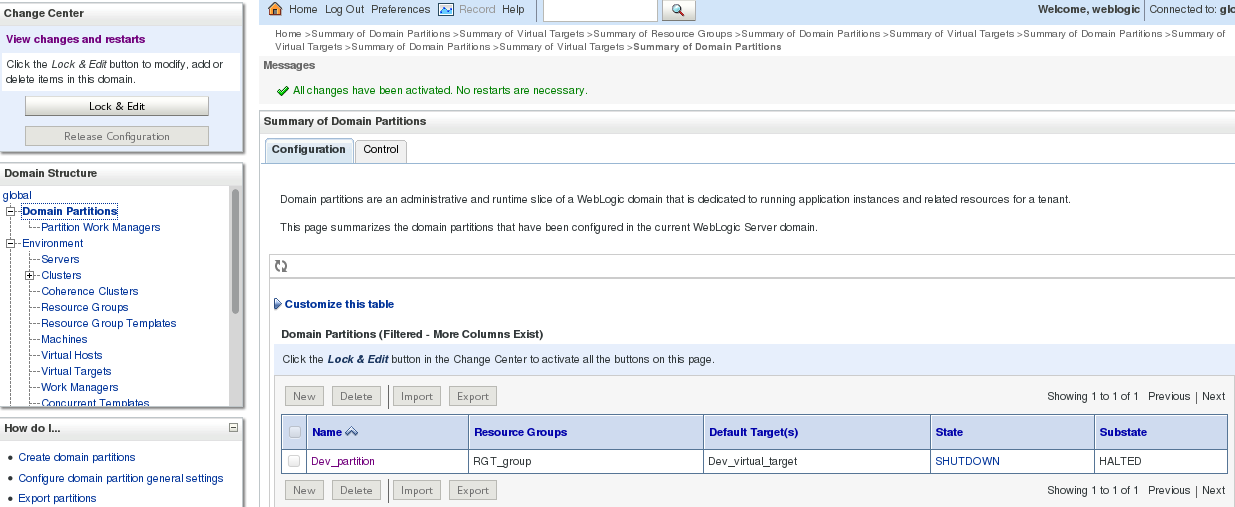 Change Center
View changes and restarts
Click the Lock & Edit button to modify, add or
delete items in this domain.
Lock & Edit
Release Configuration
Domain Structure
global
Domain Partitions
Partition Work Managers
Environment
Servers
Clusters
Coherence Clusters
Resource Groups
Resource Group Templates
Machines
Virtual Hosts
Virtual Targets
Work Managers
Concurrent Templates
How do I...
Create domain partitions
Configure domain partition general settings
Export partitions
Home Log Out Preferences Record Help
Welcome, weblogic Connected to: glo
Home >Summary of Domain Partitions >Summary of Virtual Targets >Summary of Resource Groups >Summary of Domain Partitions >Summary of Virtual Targets >Summary of Domain Partitions >Summary of
Virtual Targets >Summary of Domain Partitions >Summary of Virtual Targets >Summary of Domain Partitions
Messages
All changes have been activated. No restarts are necessary.
Summary of Domain Partitions
Configuration Control
Domain partitions are an administrative and runtime slice of a WebLogic domain that is dedicated to running application instances and related resources for a tenant.
This page summarizes the domain partitions that have been configured in the current WebLogic Server domain.
Customize this table
Domain Partitions (Filtered - More Columns Exist)
Click the Lock & Edit button in the Change Center to activate all the buttons on this page.
New Delete Import Export Showing 1 to 1 of 1 Previous | Next
Name Resource Groups Default Target(s) State Substate
Dev_partition RGT_group Dev_virtual_target SHUTDOWN HALTED
New Delete Import Export Showing 1 to 1 of 1 Previous | Next